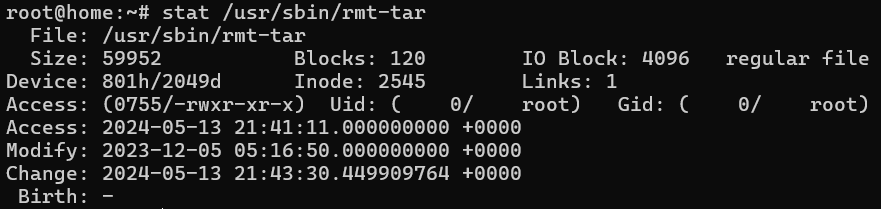 root@home:~# stat /usr/sbin/rmt-tar
  File: /usr/sbin/rmt-tar
  Size: 59952           Blocks: 120        IO Block: 4096   regular file
Device: 801h/2049d      Inode: 2545        Links: 1
Access: (0755/-rwxr-xr-x)  Uid: (    0/    root)   Gid: (    0/    root)
Access: 2024-05-13 21:41:11.000000000 +0000
Modify: 2023-12-05 05:16:50.000000000 +0000
Change: 2024-05-13 21:43:30.449909764 +0000
 Birth: -